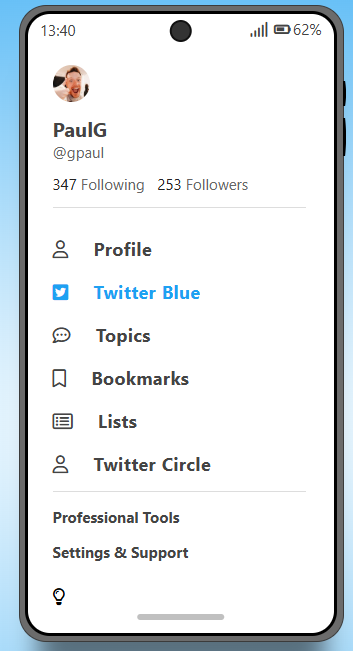 13:40 62%
PaulG
@gpaul
347 Following 253 Followers
Profile
Twitter Blue
Topics
Bookmarks
Lists
Twitter Circle
Professional Tools
Settings & Support